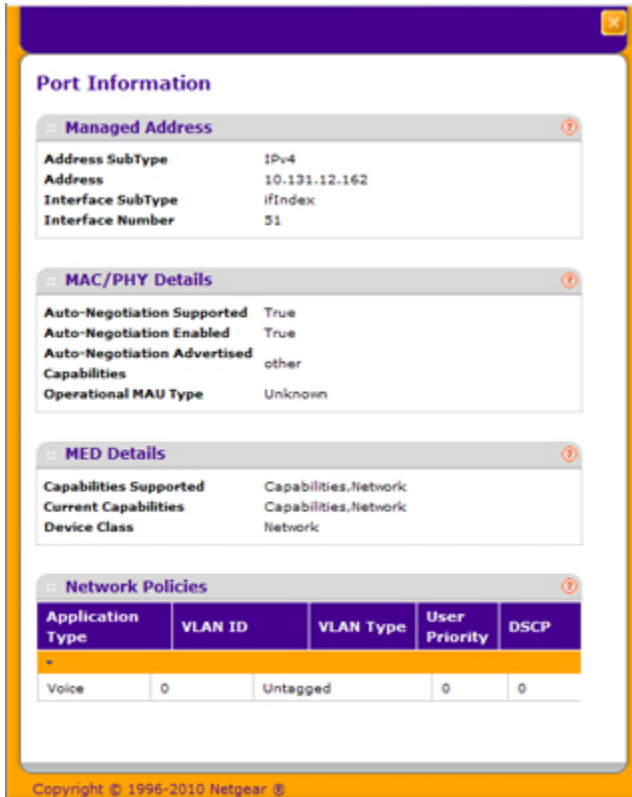 Port Information
Managed Address
Address SubType IPv4
Address 10.131.12.162
Interface SubType ifIndex
Interface Number 51
MAC/PHY Details
Auto-Negotiation Supported True
Auto-Negotiation Enabled True
Auto-Negotiation Advertised Capabilities other
Operational MAU Type Unknown
MED Details
Capabilities Supported Capabilities,Network
Current Capabilities Capabilities,Network
Device Class Network
Network Policies
Application Type VLAN ID VLAN Type User Priority DSCP
Voice 0 Untagged 0 0
Copyright © 1996-2010 Netgear ®